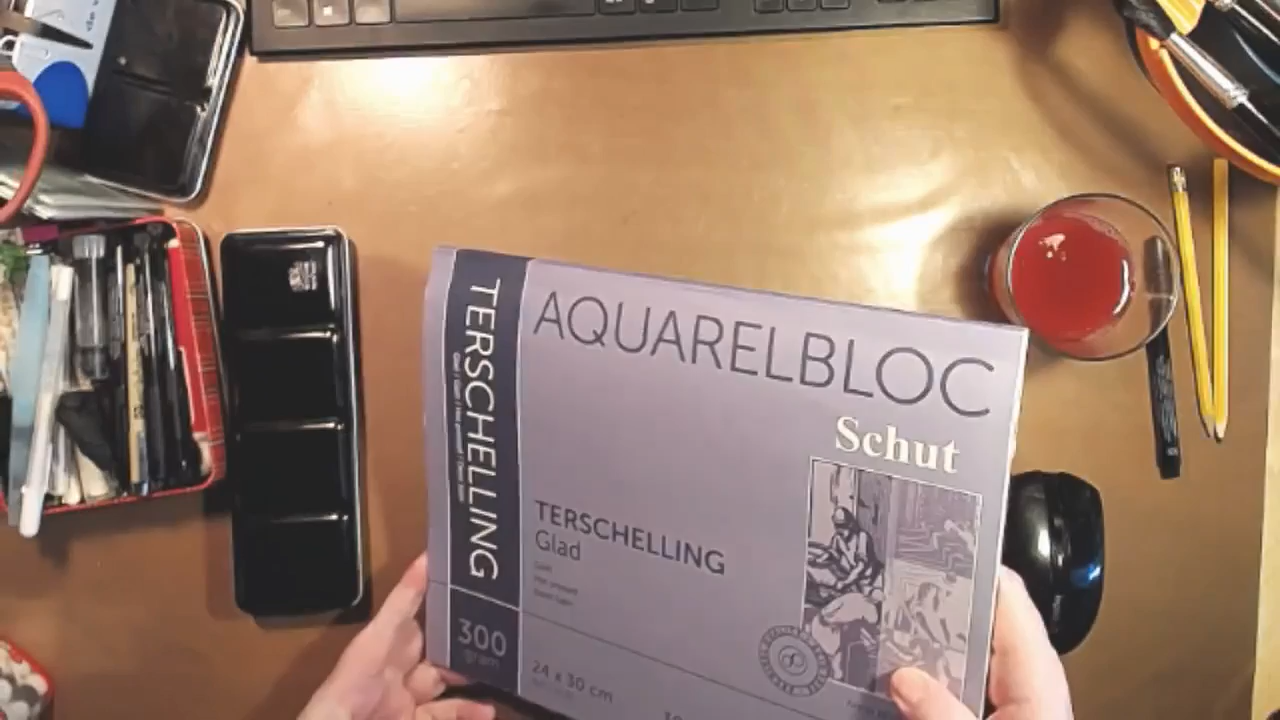 AQUARELBLOC
Schut
TERSCHELLING
TERSCHELLING
Glad
300
gram
24 x 30 cm